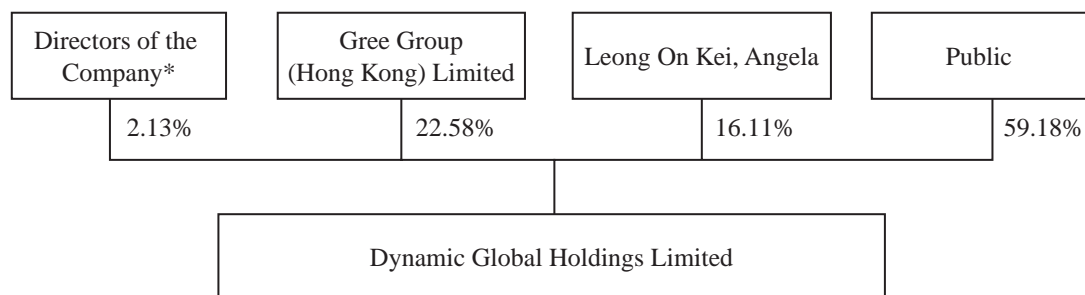 Directors of the
Company*
Gree Group
(Hong Kong) Limited
Leong On Kei, Angela
Public
2.13%
22.58%
16.11%
59.18%
Dynamic Global Holdings Limited